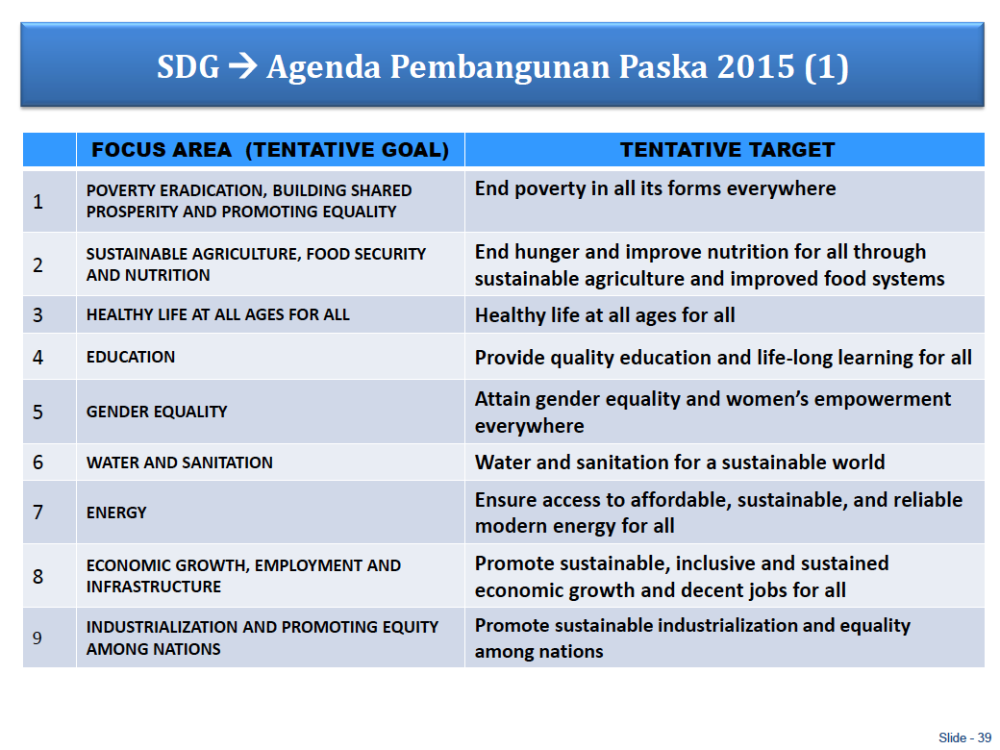 SDG → Agenda Pembangunan Paska 2015 (1)
FOCUS AREA (TENTATIVE GOAL)
TENTATIVE TARGET
1
POVERTY ERADICATION, BUILDING SHARED
PROSPERITY AND PROMOTING EQUALITY
End poverty in all its forms everywhere
2
SUSTAINABLE AGRICULTURE, FOOD SECURITY
AND NUTRITION
End hunger and improve nutrition for all through
sustainable agriculture and improved food systems
3
HEALTHY LIFE AT ALL AGES FOR ALL
Healthy life at all ages for all
4
EDUCATION
Provide quality education and life-long learning for all
5
GENDER EQUALITY
Attain gender equality and women’s empowerment
everywhere
6
WATER AND SANITATION
Water and sanitation for a sustainable world
7
ENERGY
Ensure access to affordable, sustainable, and reliable
modern energy for all
8
ECONOMIC GROWTH, EMPLOYMENT AND
INFRASTRUCTURE
Promote sustainable, inclusive and sustained
economic growth and decent jobs for all
9
INDUSTRIALIZATION AND PROMOTING EQUITY
AMONG NATIONS
Promote sustainable industrialization and equality
among nations
Slide - 39